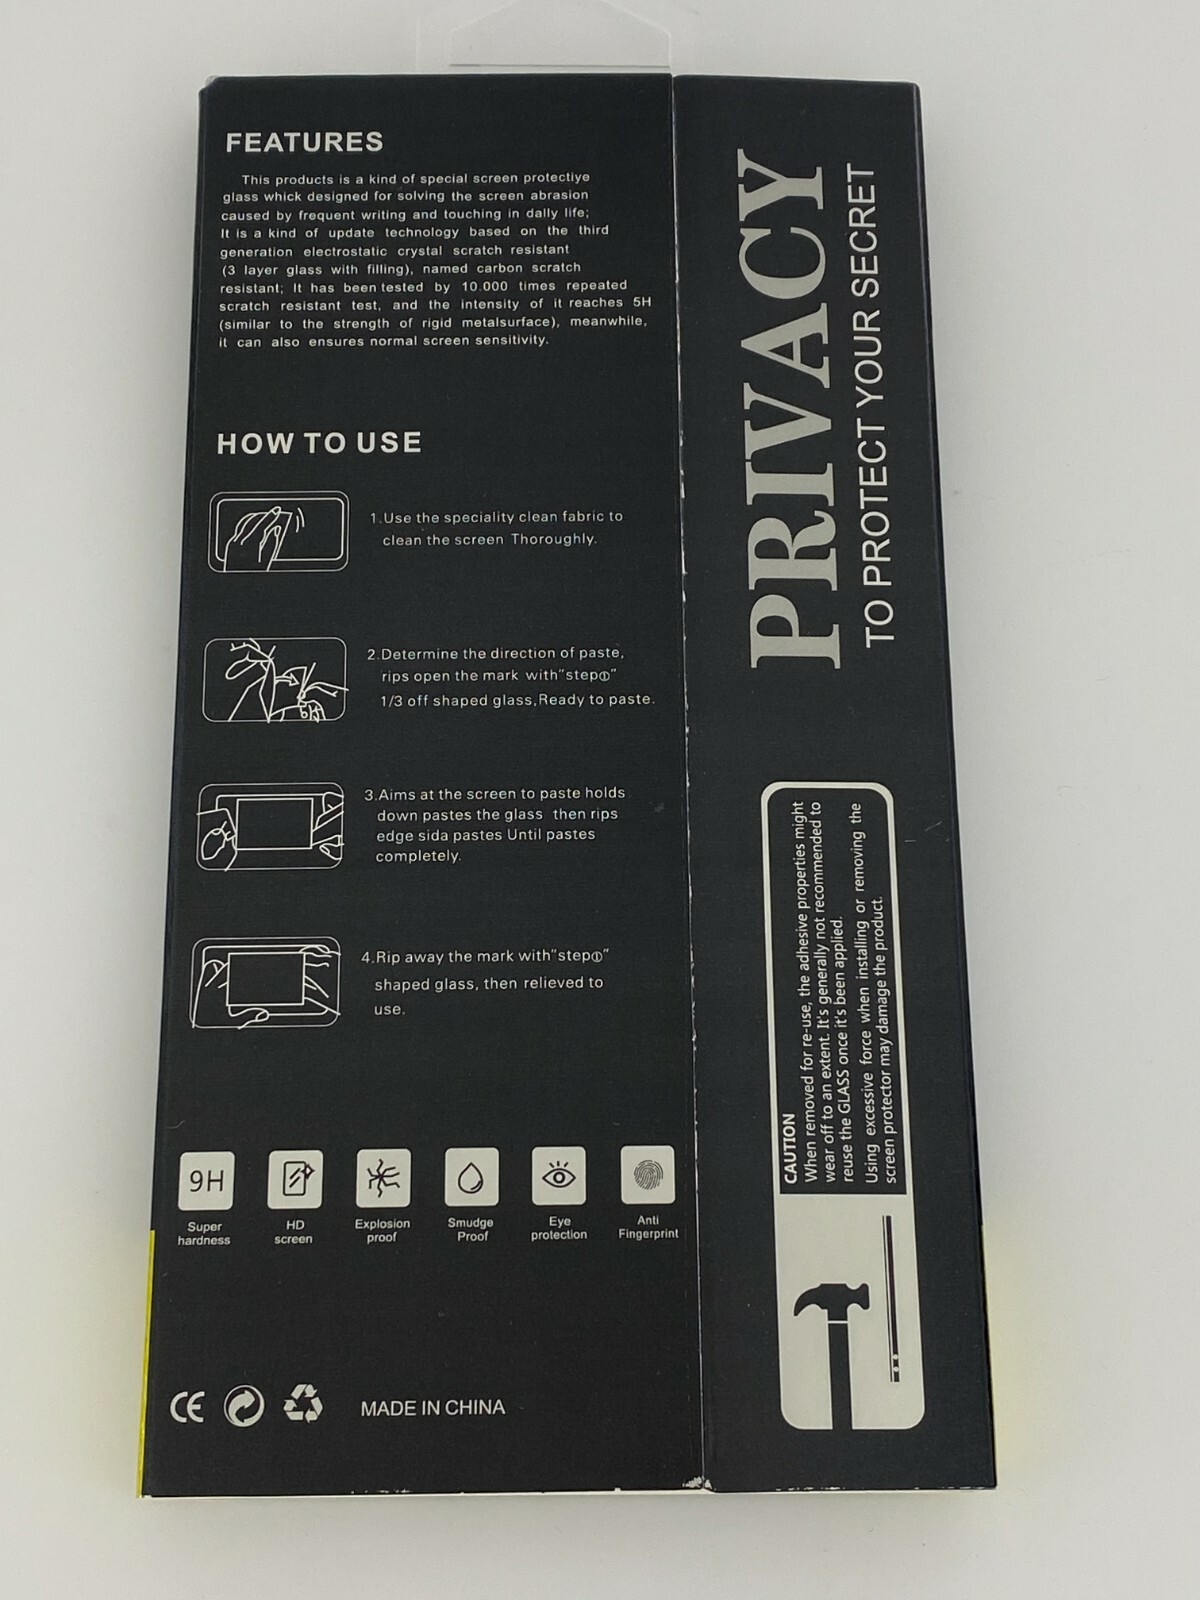 FEATURES
This products is a kind of special screen protectiye
glass whick designed for solving the screen abrasion
caused by frequent writing and touching in dally life;
It is a kind of update technology based on the third
generation electrostatic crystal scratch resistant
(3 layer glass with filling), named carbon scratch
resistant; It has been tested by 10.000 times repeated
scratch resistant test, and the intensity of it reaches 5H
(similar to the strength of rigid metalsurface), meanwhile,
it can also ensures normal screen sensitivity.
HOW TO USE
1.Use the speciality clean fabric to
clean the screen Thoroughly.
2.Determine the direction of paste,
rips open the mark with"step①"
1/3 off shaped glass,Ready to paste.
3.Aims at the screen to paste holds
down pastes the glass then rips
edge sida pastes Until pastes
completely.
4.Rip away the mark with"step①"
shaped glass, then relieved to
use.
9H
Super
hardness
HD
screen
Explosion
proof
Smudge
Proof
Eye
protection
Anti
Fingerprint
CE
MADE IN CHINA
PRIVACY
TO PROTECT YOUR SECRET
CAUTION
When removed for re-use, the adhesive properties might
wear off to an extent. It's generally not recommended to
reuse the GLASS once it's been applied.
Using excessive force when installing or removing the
screen protector may damage the product.